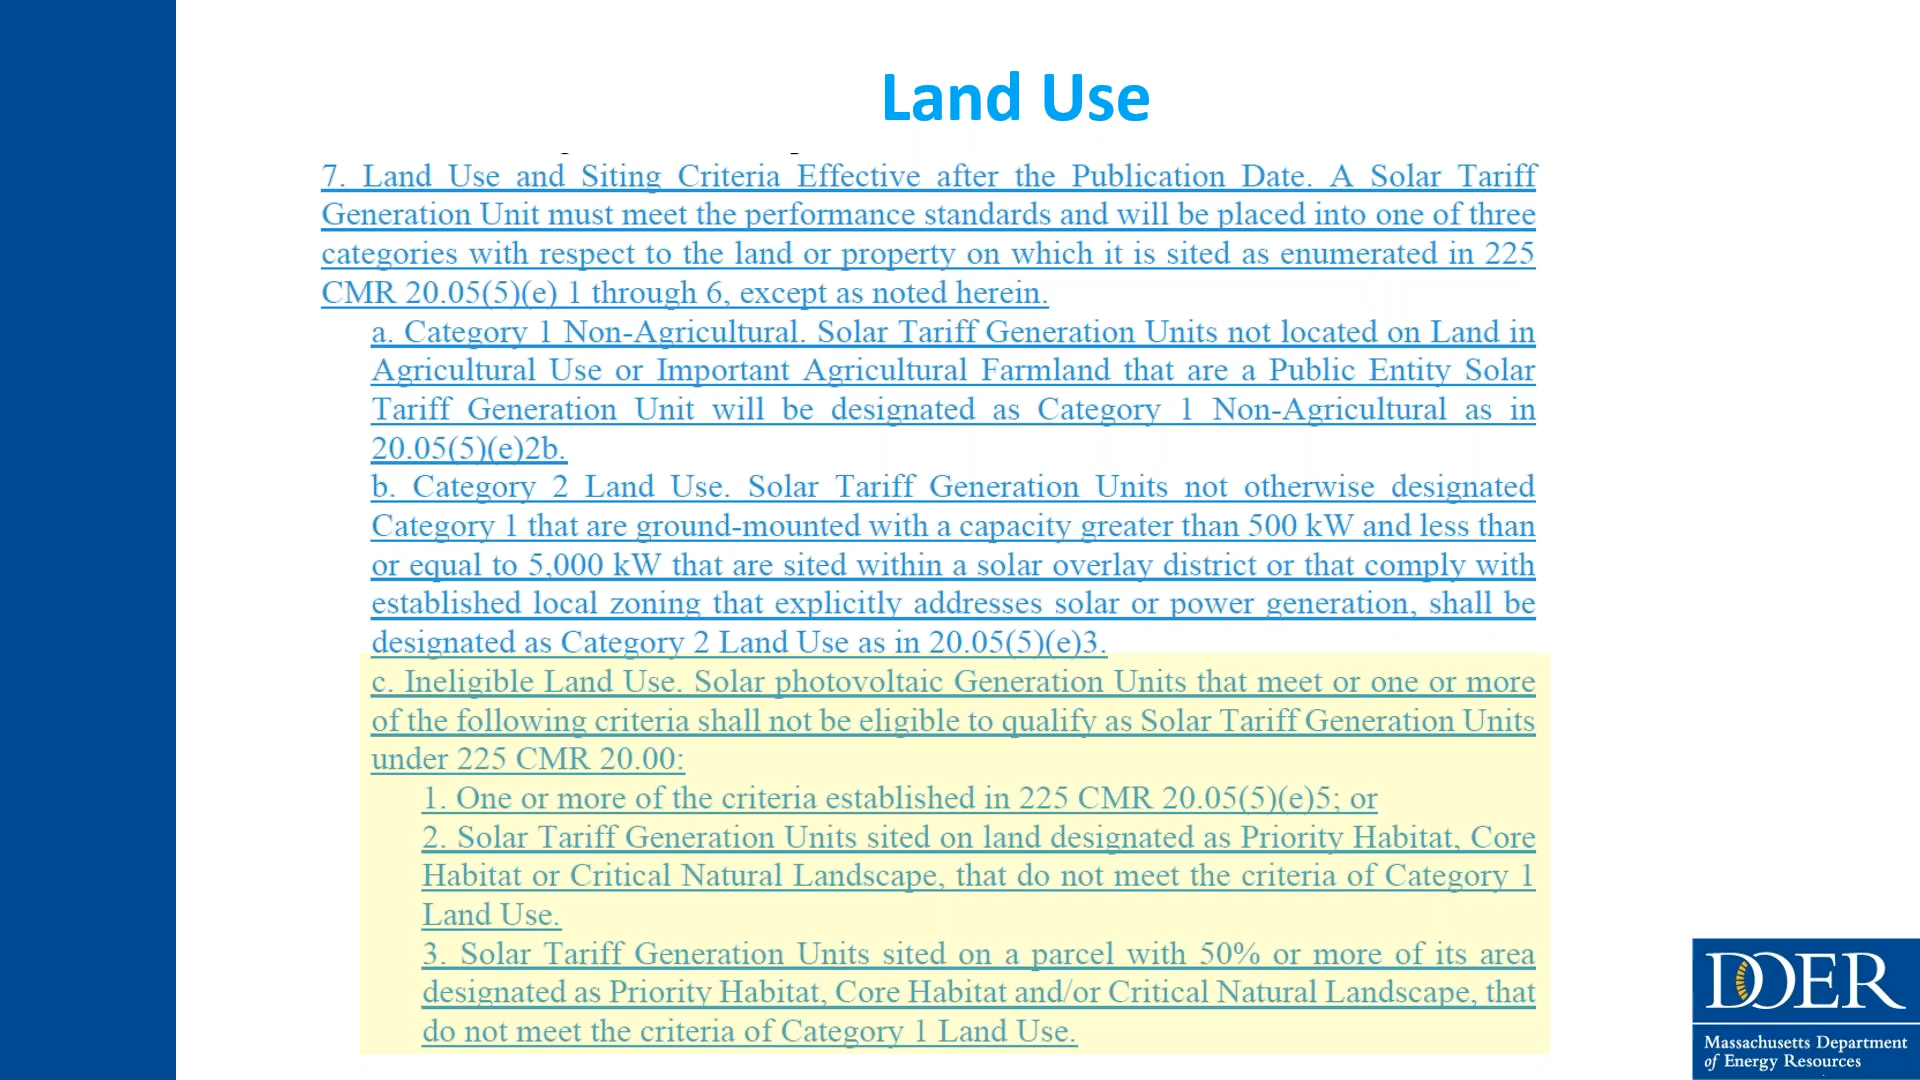 Land Use
7. Land Use and Siting Criteria Effective after the Publication Date. A Solar Tariff
Generation Unit must meet the performance standards and will be placed into one of three
categories with respect to the land or property on which it is sited as enumerated in 225
CMR 20.05(5)(e) 1 through 6, except as noted herein.
a. Category 1 Non-Agricultural. Solar Tariff Generation Units not located on Land in
Agricultural Use or Important Agricultural Farmland that are a Public Entity Solar
Tariff Generation Unit will be designated as Category 1 Non-Agricultural as in
20.05(5)(e)2b.
b. Category 2 Land Use. Solar Tariff Generation Units not otherwise designated
Category 1 that are ground-mounted with a capacity greater than 500 kW and less than
or equal to 5,000 kW that are sited within a solar overlay district or that comply with
established local zoning that explicitly addresses solar or power generation, shall be
designated as Category 2 Land Use as in 20.05(5)(e)3.
c. Ineligible Land Use. Solar photovoltaic Generation Units that meet or one or more
of the following criteria shall not be eligible to qualify as Solar Tariff Generation Units
under 225 CMR 20.00:
1. One or more of the criteria established in 225 CMR 20.05(5)(e)5; or
2. Solar Tariff Generation Units sited on land designated as Priority Habitat, Core
Habitat or Critical Natural Landscape, that do not meet the criteria of Category 1
Land Use.
3. Solar Tariff Generation Units sited on a parcel with 50% or more of its area
designated as Priority Habitat, Core Habitat and/or Critical Natural Landscape, that
do not meet the criteria of Category 1 Land Use.
DOER
Massachusetts Department
of Energy Resources